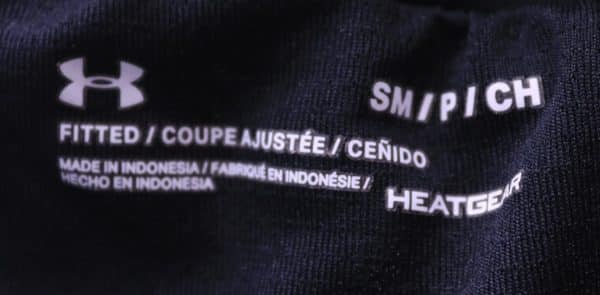 SM/P/CH
FITTED / COUPE AJUSTÉE / CEÑIDO
MADE IN INDONESIA / FABRIQUÉ EN INDONÉSIE /
HECHO EN INDONESIA
HEATGEAR